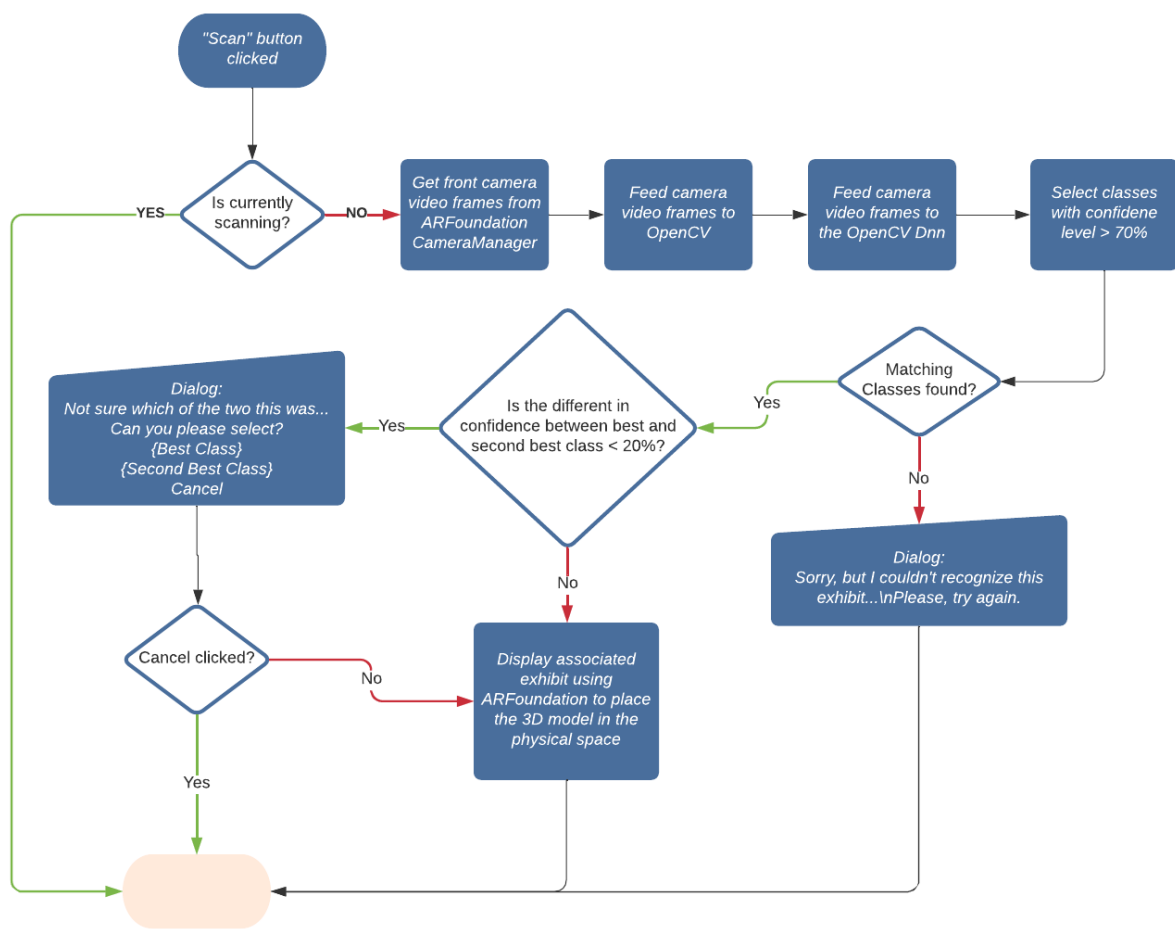 "Scan" button
clicked
Is currently
scanning?
YES
NO
Get front camera
video frames from
ARFoundation
CameraManager
Feed camera
video frames to
OpenCV
Feed camera
video frames to
the OpenCV Dnn
Select classes
with confidene
level > 70%
Matching
Classes found?
Yes
No
Is the different in
confidence between best and
second best class < 20%?
Yes
No
Dialog:
Not sure which of the two this was...
Can you please select?
{Best Class}
{Second Best Class}
Cancel
Dialog:
Sorry, but I couldn't recognize this
exhibit...\nPlease, try again.
Cancel clicked?
No
Yes
Display associated
exhibit using
ARFoundation to place
the 3D model in the
physical space